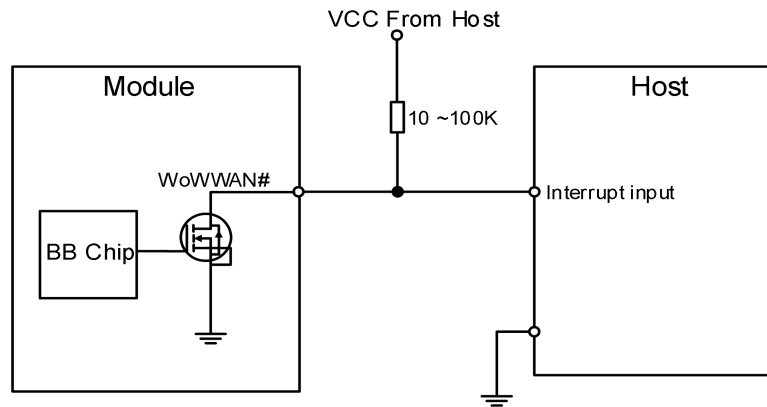 VCC From Host
Module
Host
10 ~100K
WoWWAN#
Interrupt input
BB Chip